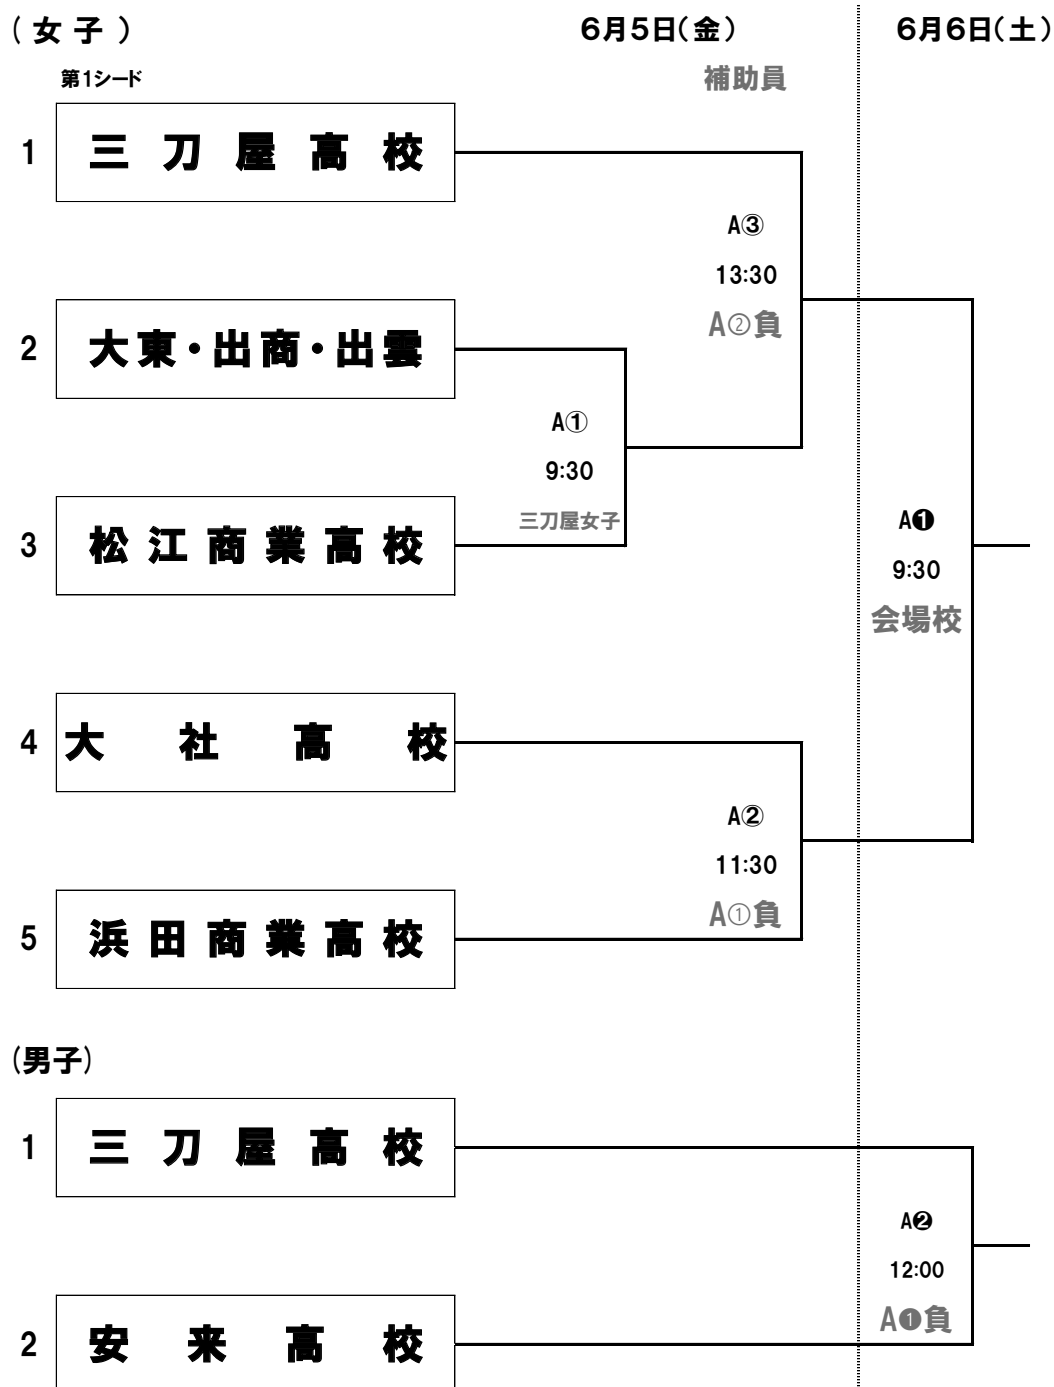 (女子) 6月5日(金) 6月6日(土)
第1シード 補助員
1 三刀屋高校
A③
13:30
A②負
2 大東・出商・出雲
A①
9:30
三刀屋女子
3 松江商業高校
A❶
9:30
会場校
4 大社高校
A②
11:30
A①負
5 浜田商業高校
(男子)
1 三刀屋高校
A❷
12:00
A❶負
2 安来高校